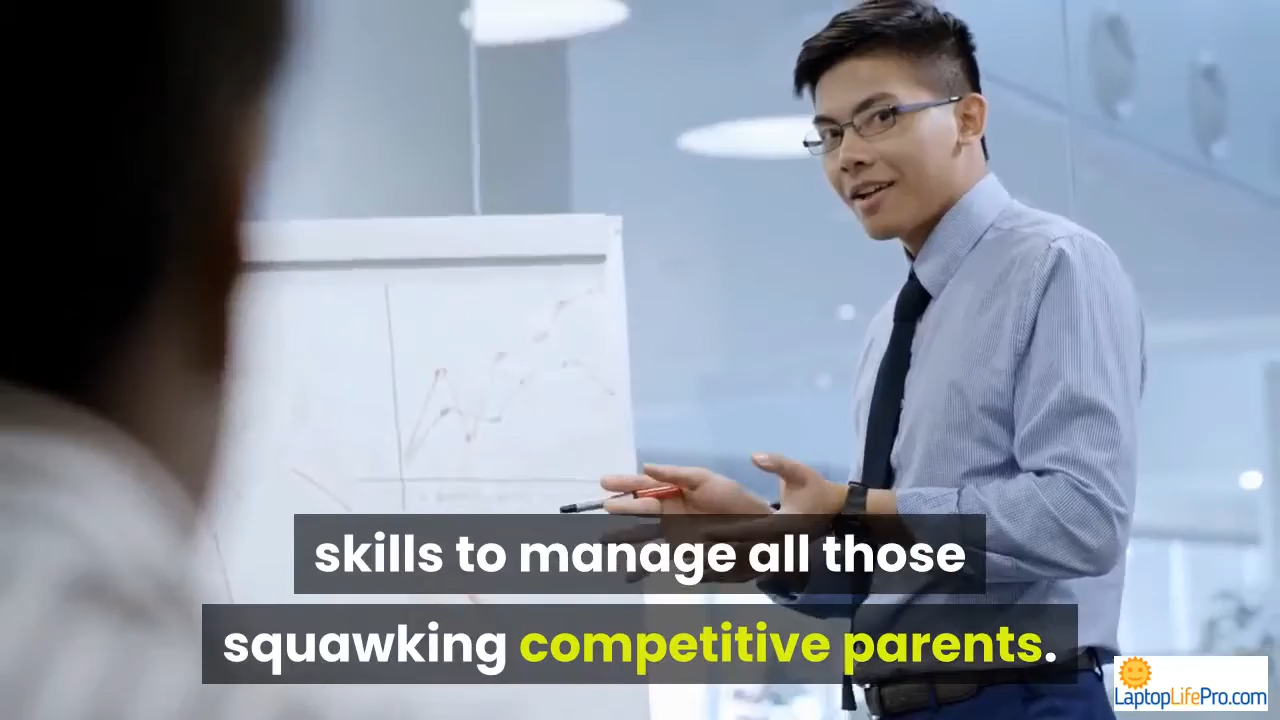 skills to manage all those
squawking competitive parents.
LaptopLifePro.com